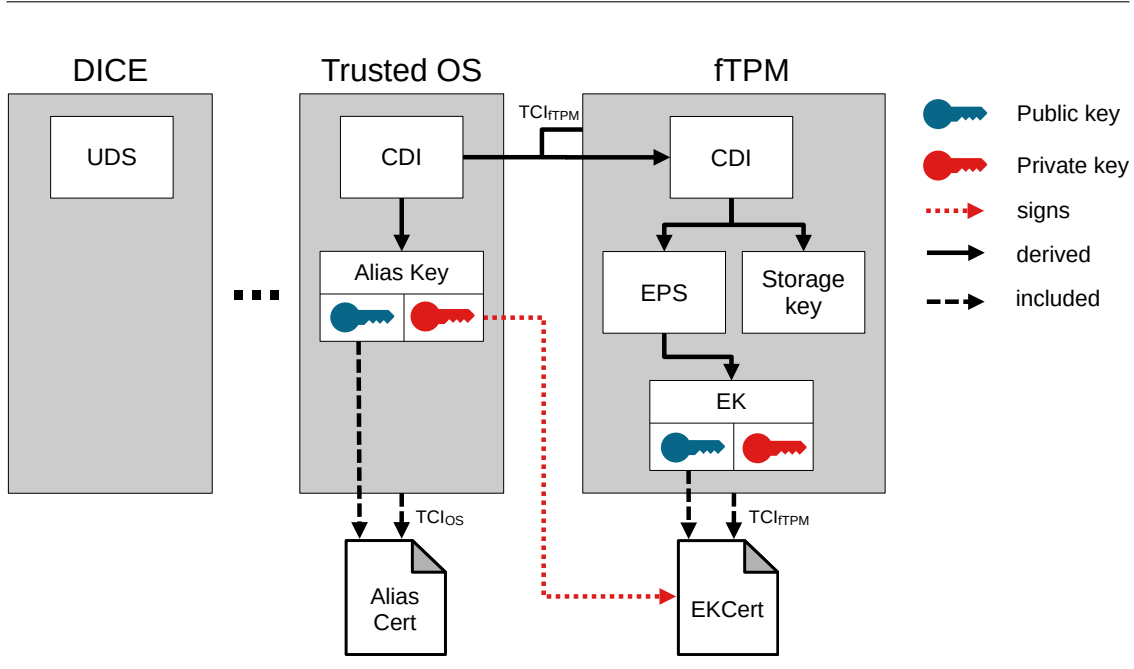 DICE
Trusted OS
fTPM
UDS
CDI
TCIfTPM
CDI
Public key
Private key
signs
derived
included
Alias Key
EPS
Storage
key
EK
TCIOS
TCIfTPM
Alias
Cert
EKCert